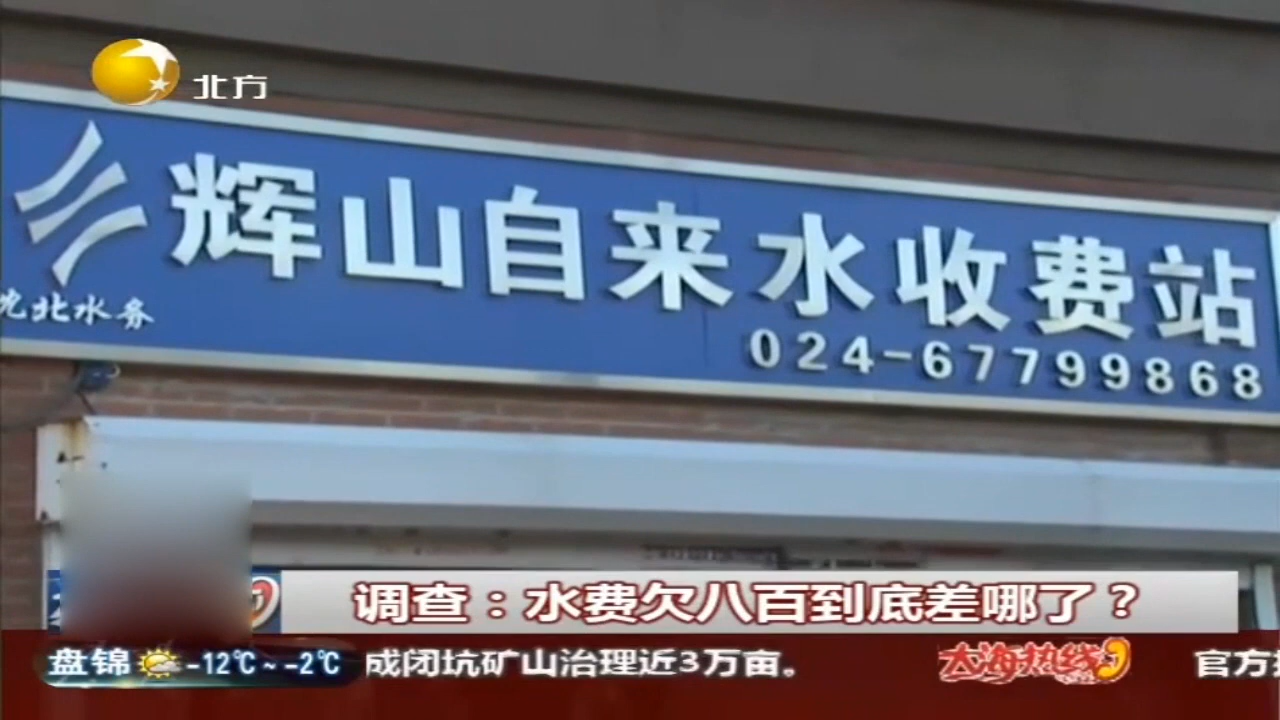 北方
辉山自来水收费站
沈北水务
024-67799868
调查：水费欠八百到底差哪了？
盘锦 -12℃~-2℃ 成闭坑矿山治理近3万亩。 大海热线 官方